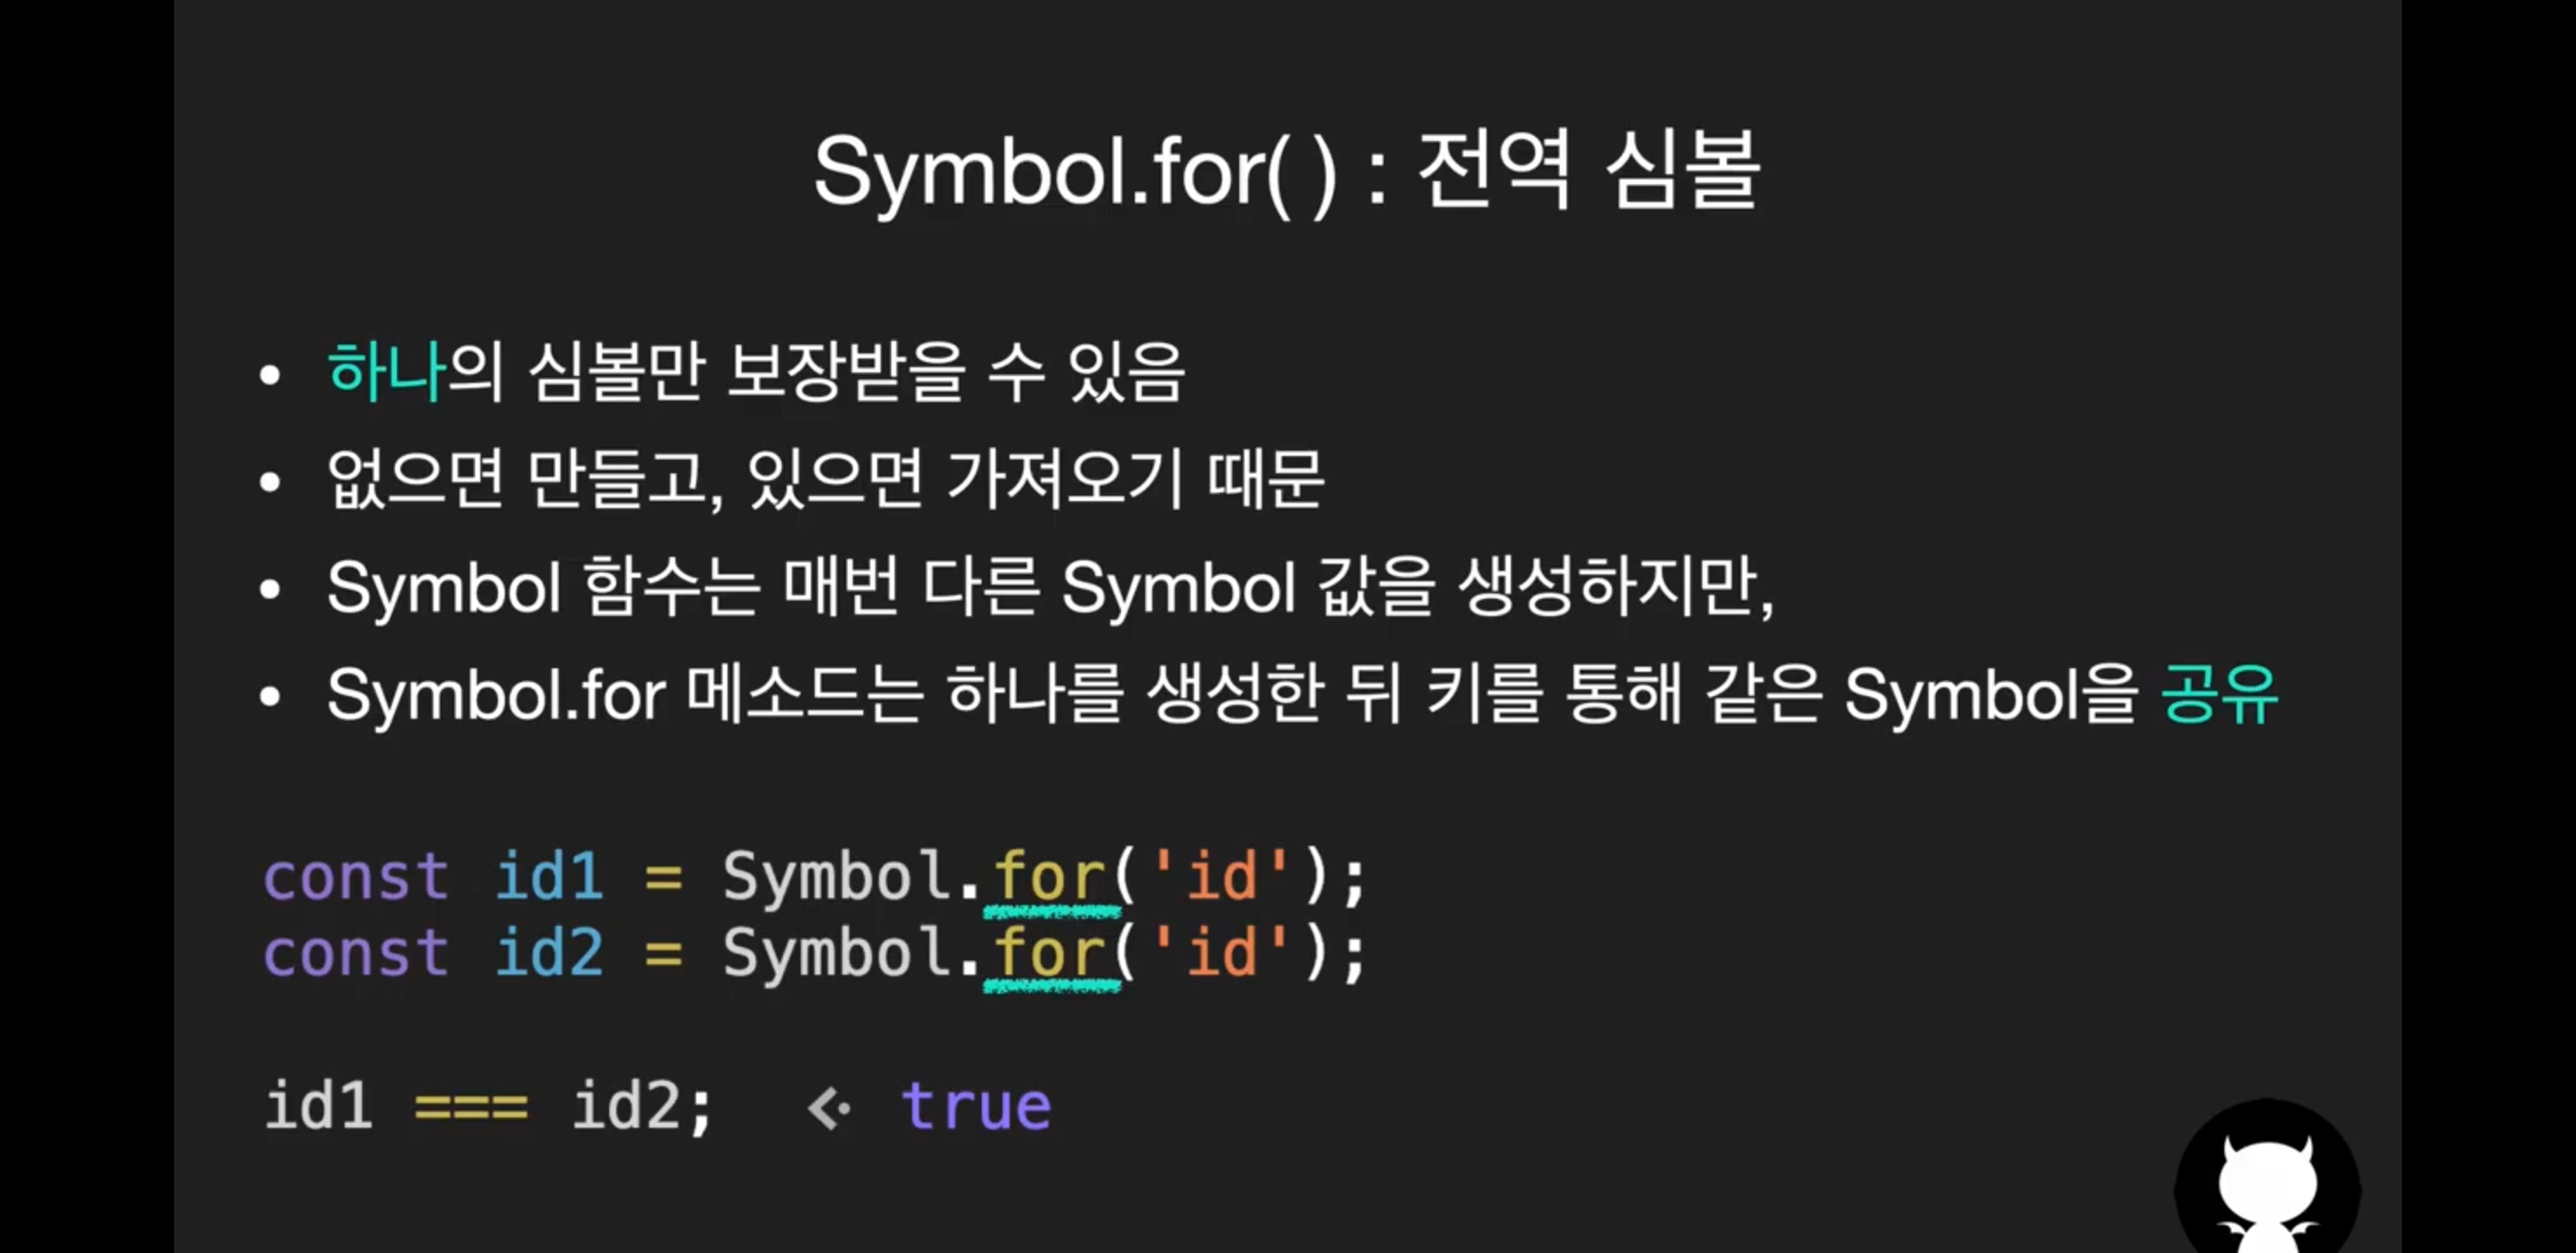 Symbol.for( ) : 전역 심볼
• 하나의 심볼만 보장받을 수 있음
• 없으면 만들고, 있으면 가져오기 때문
• Symbol 함수는 매번 다른 Symbol 값을 생성하지만,
• Symbol.for 메소드는 하나를 생성한 뒤 키를 통해 같은 Symbol을 공유
const id1 = Symbol.for('id');
const id2 = Symbol.for('id');
id1 === id2; <· true